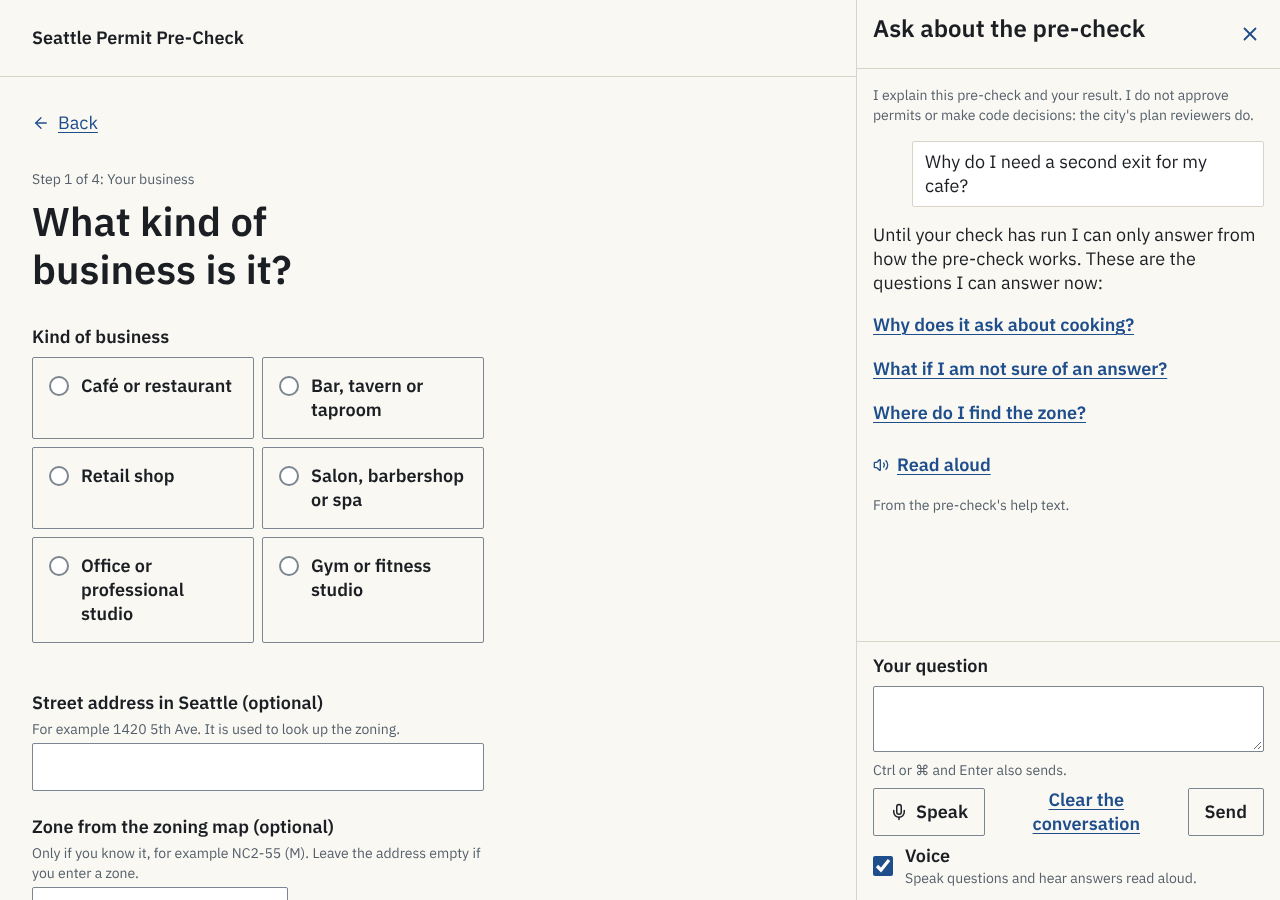 Seattle Permit Pre-Check
Back
Step 1 of 4: Your business
What kind of
business is it?
Kind of business
Café or restaurant
Bar, tavern or
taproom
Retail shop
Salon, barbershop
or spa
Office or
professional
studio
Gym or fitness
studio
Street address in Seattle (optional)
For example 1420 5th Ave. It is used to look up the zoning.
Zone from the zoning map (optional)
Only if you know it, for example NC2-55 (M). Leave the address empty if
you enter a zone.
Ask about the pre-check
I explain this pre-check and your result. I do not approve
permits or make code decisions: the city's plan reviewers do.
Why do I need a second exit for my
cafe?
Until your check has run I can only answer from
how the pre-check works. These are the
questions I can answer now:
Why does it ask about cooking?
What if I am not sure of an answer?
Where do I find the zone?
Read aloud
From the pre-check's help text.
Your question
Ctrl or ⌘ and Enter also sends.
Speak
Clear the
conversation
Send
Voice
Speak questions and hear answers read aloud.